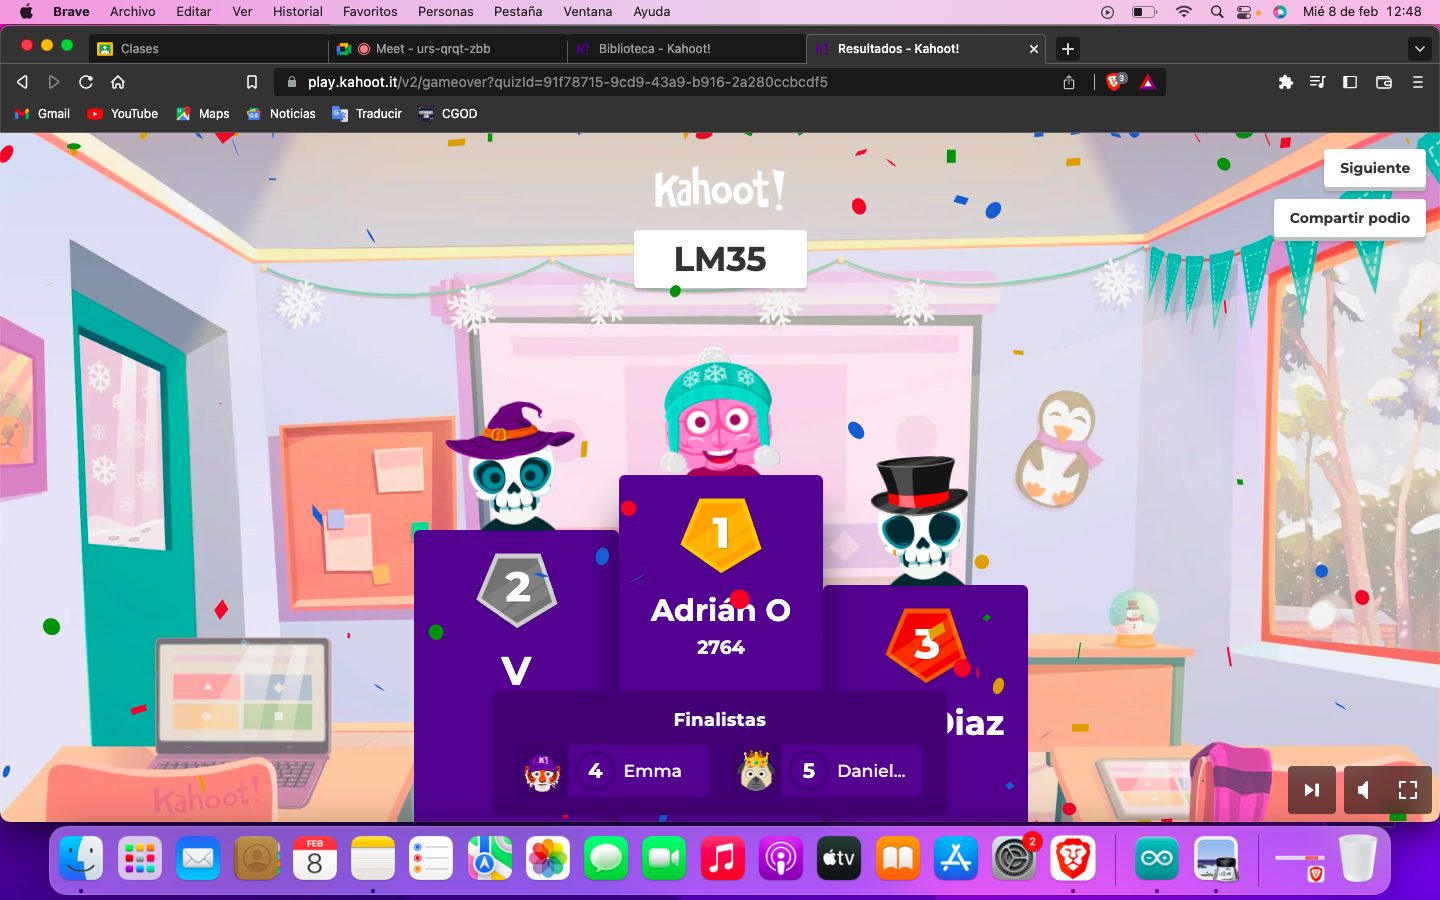 Brave Archivo Editar Ver Historial Favoritos Personas Pestaña Ventana Ayuda Mié 8 de feb 12:48
Clases Meet - urs-qrqt-zbb Biblioteca - Kahoot! Resultados - Kahoot!
play.kahoot.it/v2/gameover?quizId=91f78715-9cd9-43a9-b916-2a280ccbcdf5 3
Gmail YouTube Maps Noticias Traducir CGOD
Siguiente
Kahoot!
Compartir podio
LM35
1
2
Adrián O
3
2764
V
Diaz
Finalistas
K!
4 Emma 5 Daniel...
Kahoot!
FEB
8
tv
2